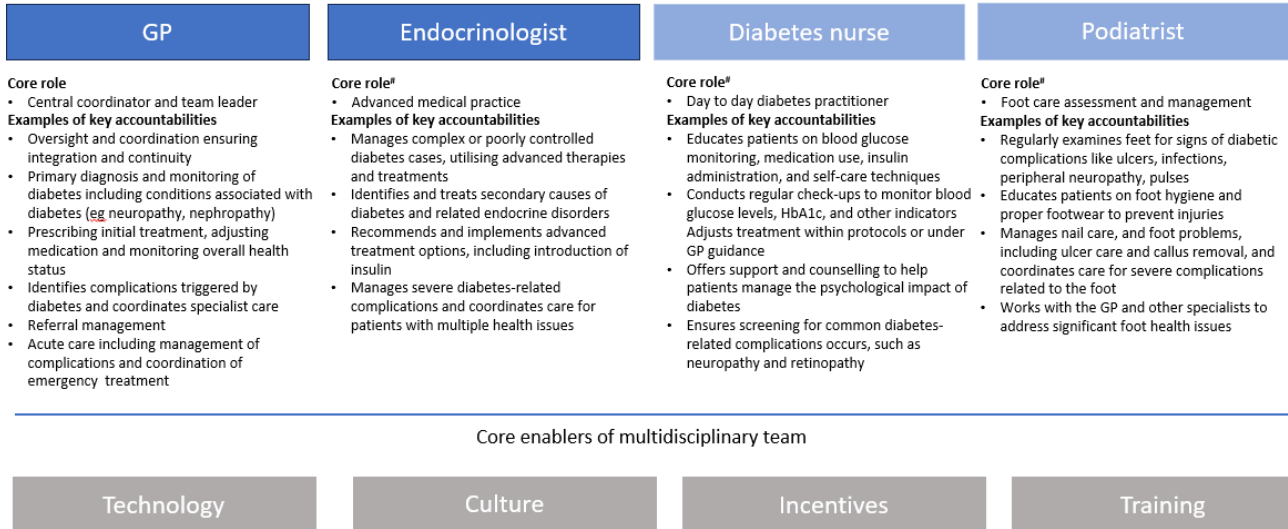 GP
Core role
• Central coordinator and team leader
Examples of key accountabilities
• Oversight and coordination ensuring
integration and continuity
• Primary diagnosis and monitoring of
diabetes including conditions associated with
diabetes (eg neuropathy, nephropathy)
• Prescribing initial treatment, adjusting
medication and monitoring overall health
status
• Identifies complications triggered by
diabetes and coordinates specialist care
• Referral management
• Acute care including management of
complications and coordination of
emergency treatment
Endocrinologist
Core role#
• Advanced medical practice
Examples of key accountabilities
• Manages complex or poorly controlled
diabetes cases, utilising advanced therapies
and treatments
• Identifies and treats secondary causes of
diabetes and related endocrine disorders
• Recommends and implements advanced
treatment options, including introduction of
insulin
• Manages severe diabetes-related
complications and coordinates care for
patients with multiple health issues
Diabetes nurse
Core role#
• Day to day diabetes practitioner
Examples of key accountabilities
• Educates patients on blood glucose
monitoring, medication use, insulin
administration, and self-care techniques
• Conducts regular check-ups to monitor blood
glucose levels, HbA1c, and other indicators
Adjusts treatment within protocols or under
GP guidance
• Offers support and counselling to help
patients manage the psychological impact of
diabetes
• Ensures screening for common diabetes-
related complications occurs, such as
neuropathy and retinopathy
Podiatrist
Core role#
• Foot care assessment and management
Examples of key accountabilities
• Regularly examines feet for signs of diabetic
complications like ulcers, infections,
peripheral neuropathy, pulses
• Educates patients on foot hygiene and
proper footwear to prevent injuries
• Manages nail care, and foot problems,
including ulcer care and callus removal, and
coordinates care for severe complications
related to the foot
• Works with the GP and other specialists to
address significant foot health issues
Core enablers of multidisciplinary team
Technology
Culture
Incentives
Training